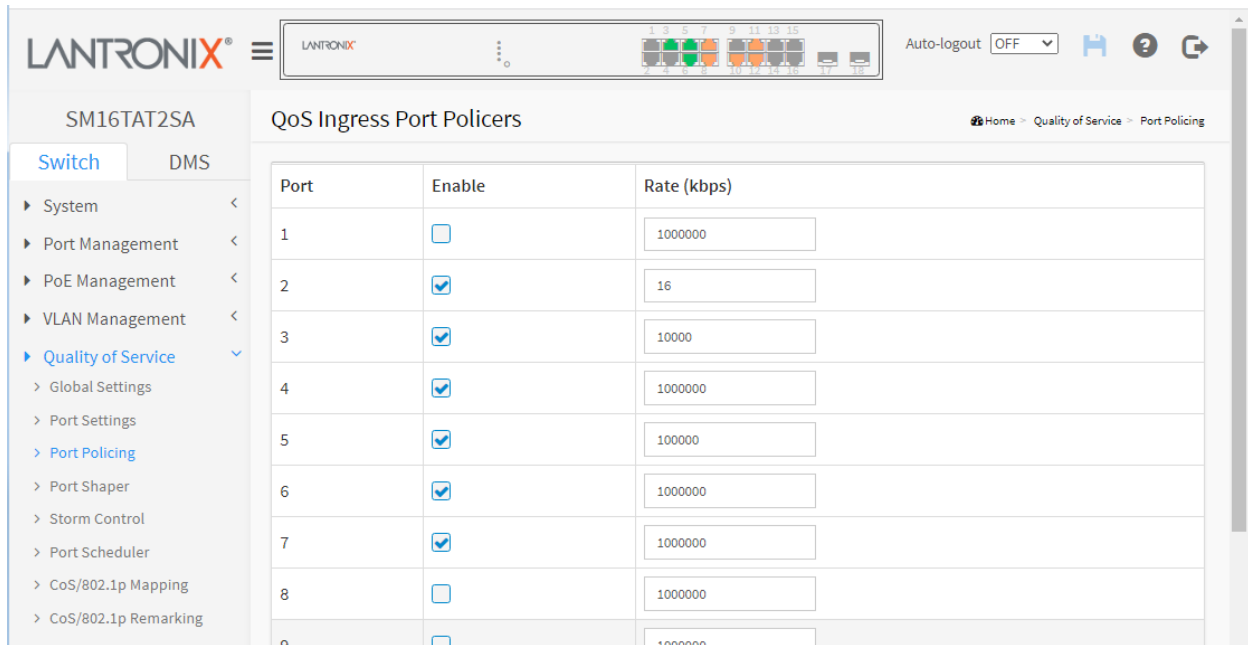 LANTRONIX®
LANTRONIX
1 3 5 7 9 11 13 15
2 4 6 8 10 12 14 16 17 18
Auto-logout OFF
SM16TAT2SA
Switch DMS
System
Port Management
PoE Management
VLAN Management
Quality of Service
Global Settings
Port Settings
Port Policing
Port Shaper
Storm Control
Port Scheduler
CoS/802.1p Mapping
CoS/802.1p Remarking
QoS Ingress Port Policers
Home > Quality of Service > Port Policing
Port Enable Rate (kbps)
1 1000000
2 16
3 10000
4 1000000
5 100000
6 1000000
7 1000000
8 1000000
9 1000000